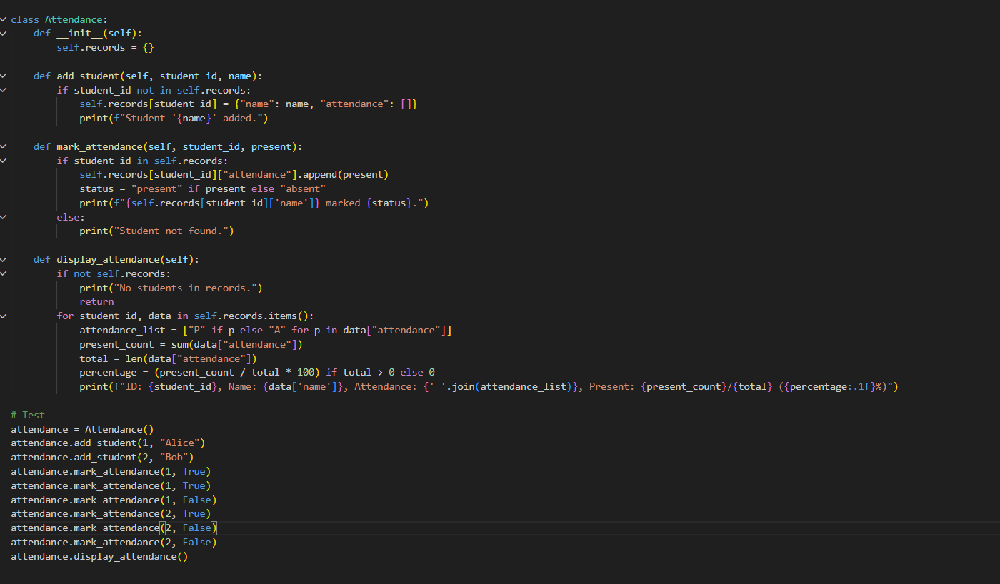 class Attendance:
    def __init__(self):
        self.records = {}

    def add_student(self, student_id, name):
        if student_id not in self.records:
            self.records[student_id] = {"name": name, "attendance": []}
            print(f"Student '{name}' added.")

    def mark_attendance(self, student_id, present):
        if student_id in self.records:
            self.records[student_id]["attendance"].append(present)
            status = "present" if present else "absent"
            print(f"{self.records[student_id]['name']} marked {status}.")
        else:
            print("Student not found.")

    def display_attendance(self):
        if not self.records:
            print("No students in records.")
            return
        for student_id, data in self.records.items():
            attendance_list = ["P" if p else "A" for p in data["attendance"]]
            present_count = sum(data["attendance"])
            total = len(data["attendance"])
            percentage = (present_count / total * 100) if total > 0 else 0
            print(f"ID: {student_id}, Name: {data['name']}, Attendance: {' '.join(attendance_list)}, Present: {present_count}/{total} ({percentage:.1f}%)")

# Test
attendance = Attendance()
attendance.add_student(1, "Alice")
attendance.add_student(2, "Bob")
attendance.mark_attendance(1, True)
attendance.mark_attendance(1, True)
attendance.mark_attendance(1, False)
attendance.mark_attendance(2, True)
attendance.mark_attendance(2, False)
attendance.mark_attendance(2, False)
attendance.display_attendance()